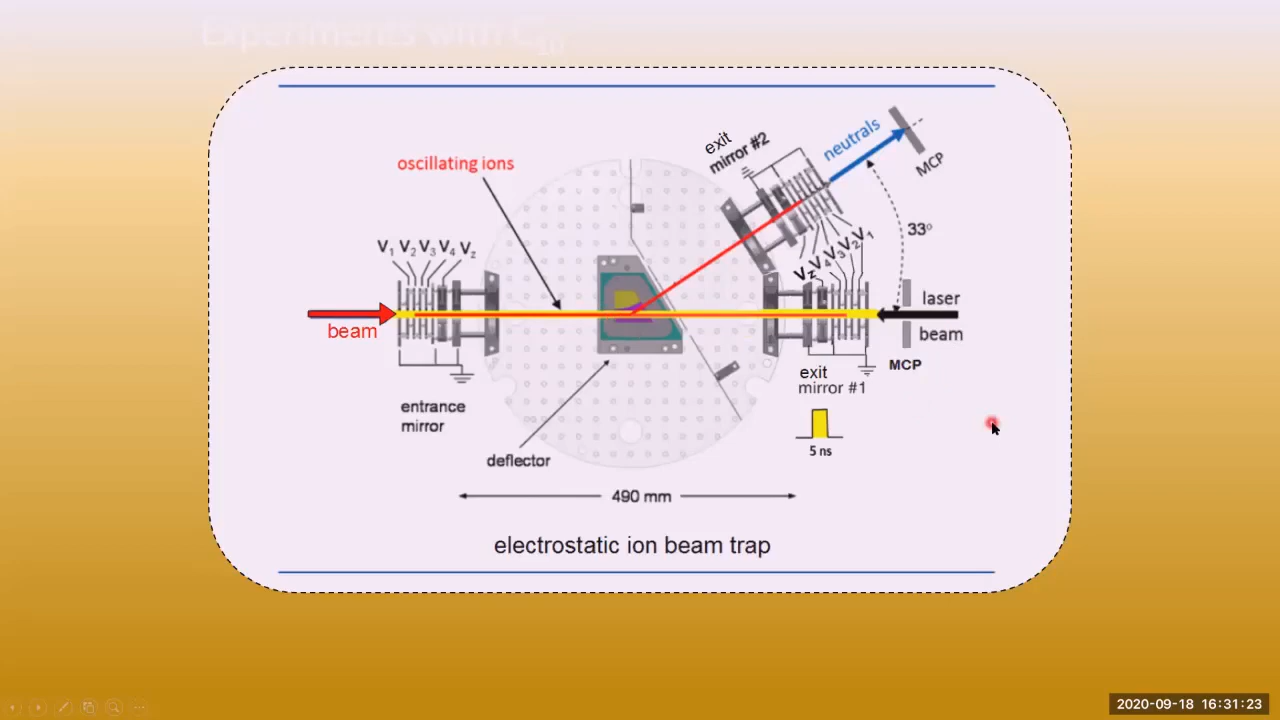 Experiments with C
exit
mirror #2
neutrals
MCP
oscillating ions
33°
V1 V2 V3 V4 Vz
Vz V4 V3 V2 V1
laser
beam
beam
MCP
exit
mirror #1
entrance
mirror
5 ns
deflector
490 mm
electrostatic ion beam trap
2020-09-18 16:31:23